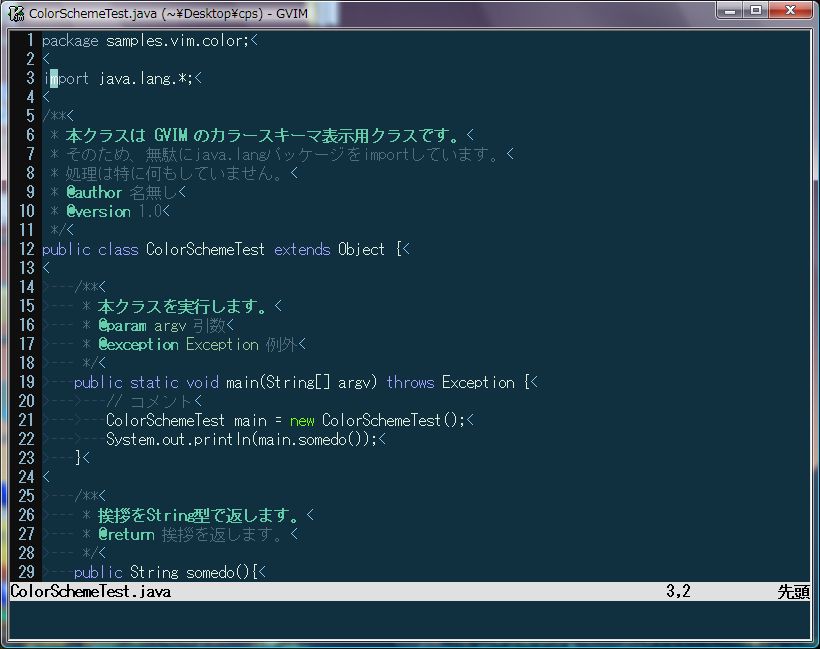 ColorSchemeTest.java (~¥Desktop¥cps) - GVIM
1 package samples.vim.color;<
2 <
3 import java.lang.*;<
4 <
5 /**<
6  * 本クラスは GVIM のカラースキーマ表示用クラスです。<
7  * そのため、無駄にjava.langパッケージをimportしています。<
8  * 処理は特に何もしていません。<
9  * @author 名無し<
10  * @version 1.0<
11  */<
12 public class ColorSchemeTest extends Object {<
13 <
14 >---/**<
15 >--- * 本クラスを実行します。<
16 >--- * @param argv 引数<
17 >--- * @exception Exception 例外<
18 >--- */<
19 >---public static void main(String[] argv) throws Exception {<
20 >--->---// コメント<
21 >--->---ColorSchemeTest main = new ColorSchemeTest();<
22 >--->---System.out.println(main.somedo());<
23 >---}<
24 <
25 >---/**<
26 >--- * 挨拶をString型で返します。<
27 >--- * @return 挨拶を返します。<
28 >--- */<
29 >---public String somedo(){<
ColorSchemeTest.java 3,2 先頭